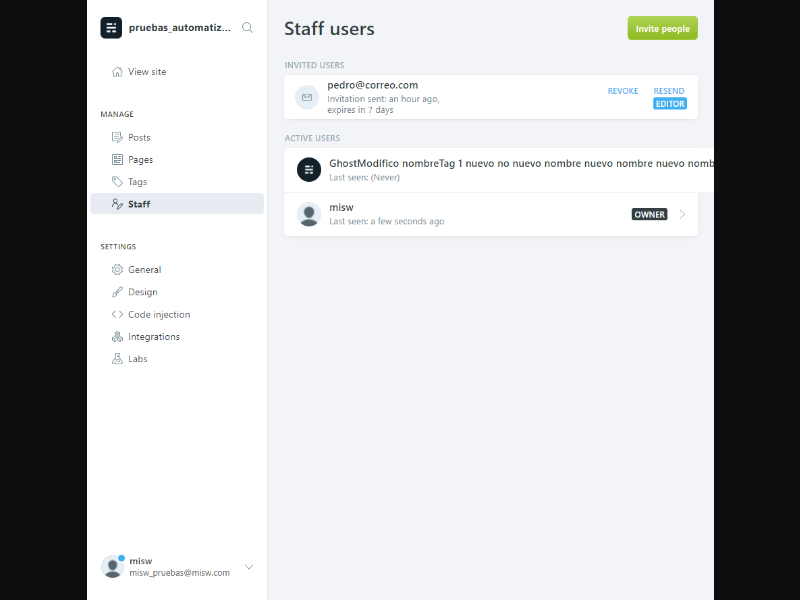 pruebas_automatiz...
View site
MANAGE
Posts
Pages
Tags
Staff
SETTINGS
General
Design
Code injection
Integrations
Labs
misw
misw_pruebas@misw.com
Staff users
Invite people
INVITED USERS
pedro@correo.com
Invitation sent: an hour ago,
expires in 7 days
REVOKE RESEND
EDITOR
ACTIVE USERS
GhostModifico nombreTag 1 nuevo no nuevo nombre nuevo nombre nuevo nomb
Last seen: (Never)
misw
Last seen: a few seconds ago
OWNER